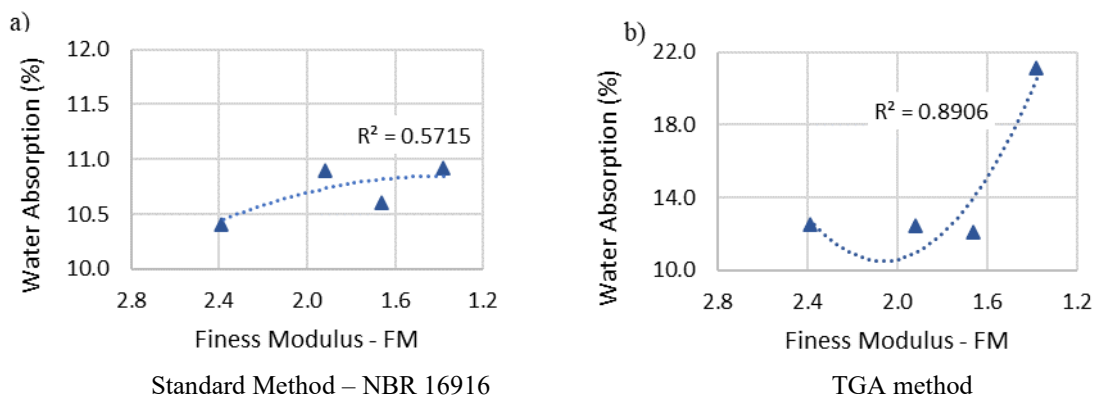 a)
12.0
11.5
11.0
10.5
10.0
Water Absorption (%)
R² = 0.5715
2.8 2.4 2.0 1.6 1.2
Finess Modulus - FM
Standard Method – NBR 16916
b)
22.0
18.0
14.0
10.0
Water Absorption (%)
R² = 0.8906
2.8 2.4 2.0 1.6 1.2
Finess Modulus - FM
TGA method